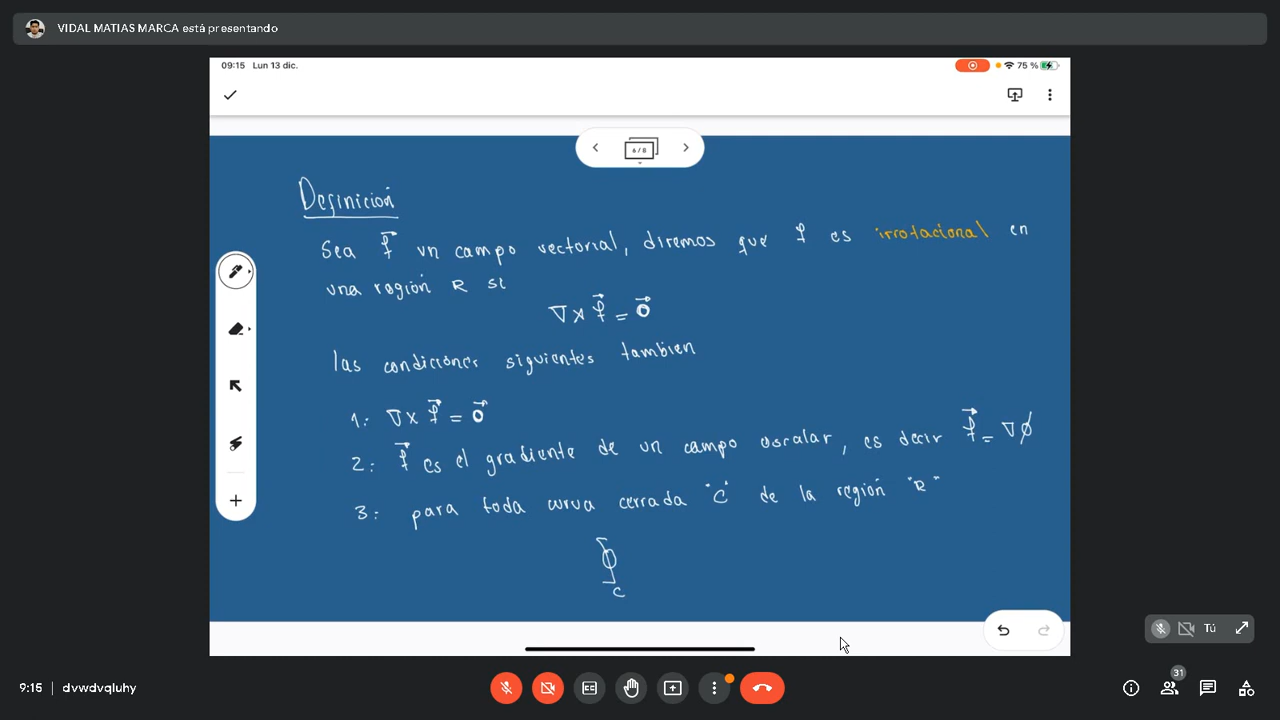 VIDAL MATIAS MARCA está presentando
09:15 Lun 13 dic.
75 %
6/8
Definición
Sea f⃗ un campo vectorial, diremos que f es irrotacional en
una región R si
∇ × f⃗ = 0⃗
las condiciones siguientes tambien
1: ∇ × f⃗ = 0⃗
2: f⃗ es el gradiente de un campo escalar, es decir f⃗ = ∇φ
3: para toda curva cerrada "C" de la región "R"
∮
C
Tú
9:15 | dvwdvqluhy
31